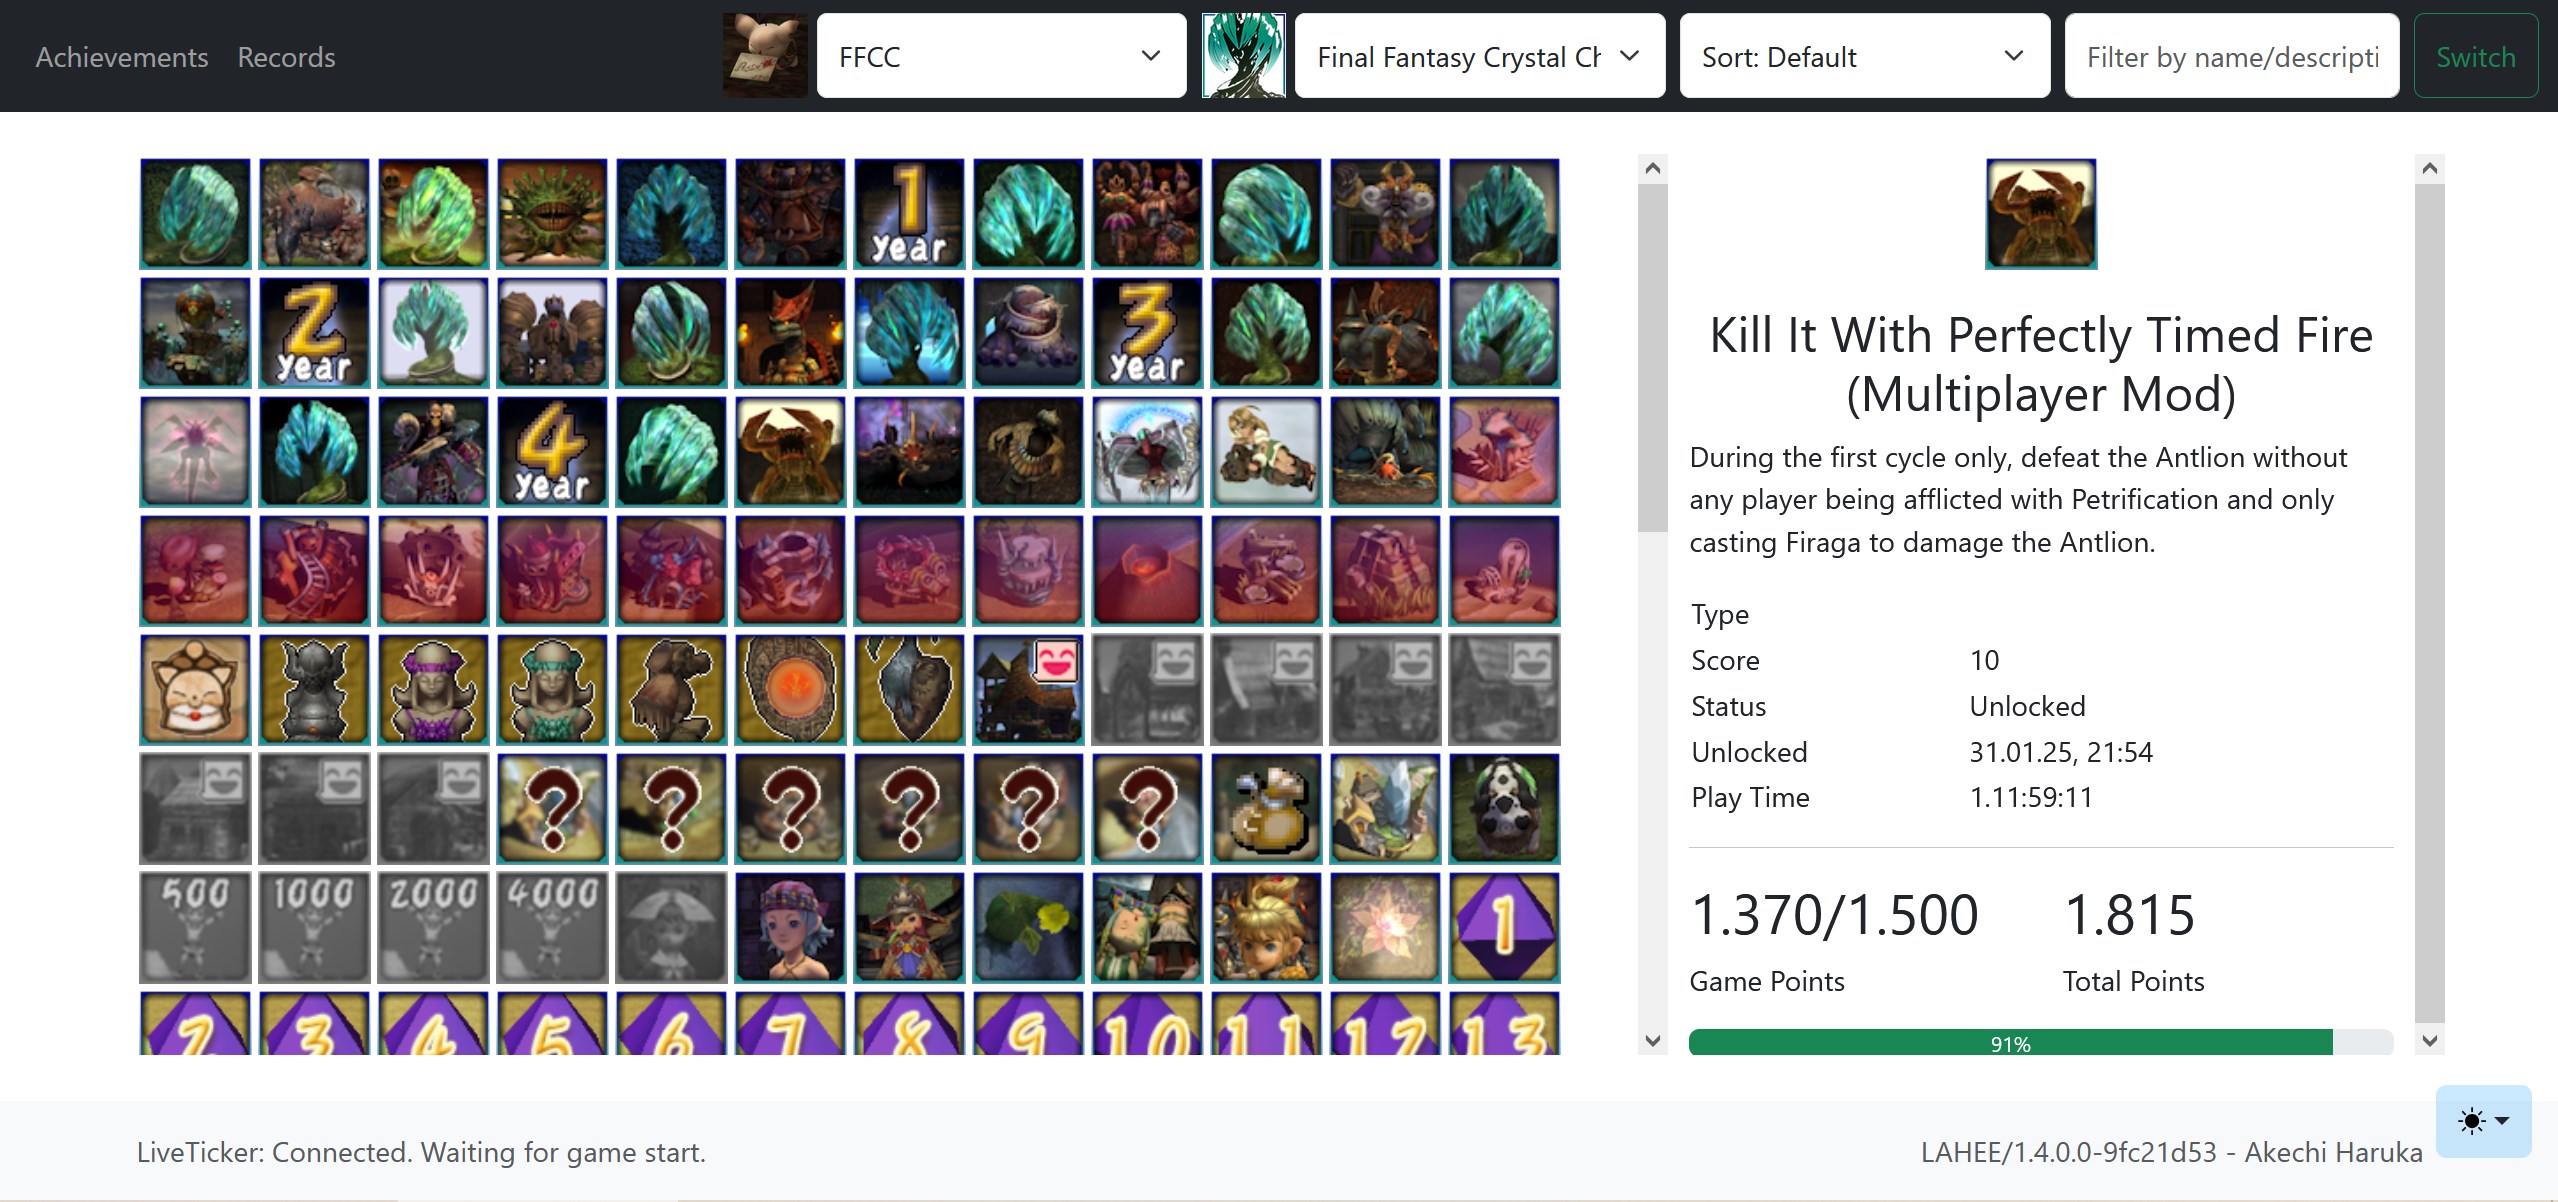 Achievements Records FFCC Final Fantasy Crystal Ch Sort: Default Filter by name/descripti Switch
1 year
2 year
3 year
4 year
? ? ? ? ? ?
500 1000 2000 4000
1
2 3 4 5 6 7 8 9 10 11 12 13
Kill It With Perfectly Timed Fire
(Multiplayer Mod)
During the first cycle only, defeat the Antlion without
any player being afflicted with Petrification and only
casting Firaga to damage the Antlion.
Type
Score 10
Status Unlocked
Unlocked 31.01.25, 21:54
Play Time 1.11:59:11
1.370/1.500 1.815
Game Points Total Points
91%
LiveTicker: Connected. Waiting for game start. LAHEE/1.4.0.0-9fc21d53 - Akechi Haruka